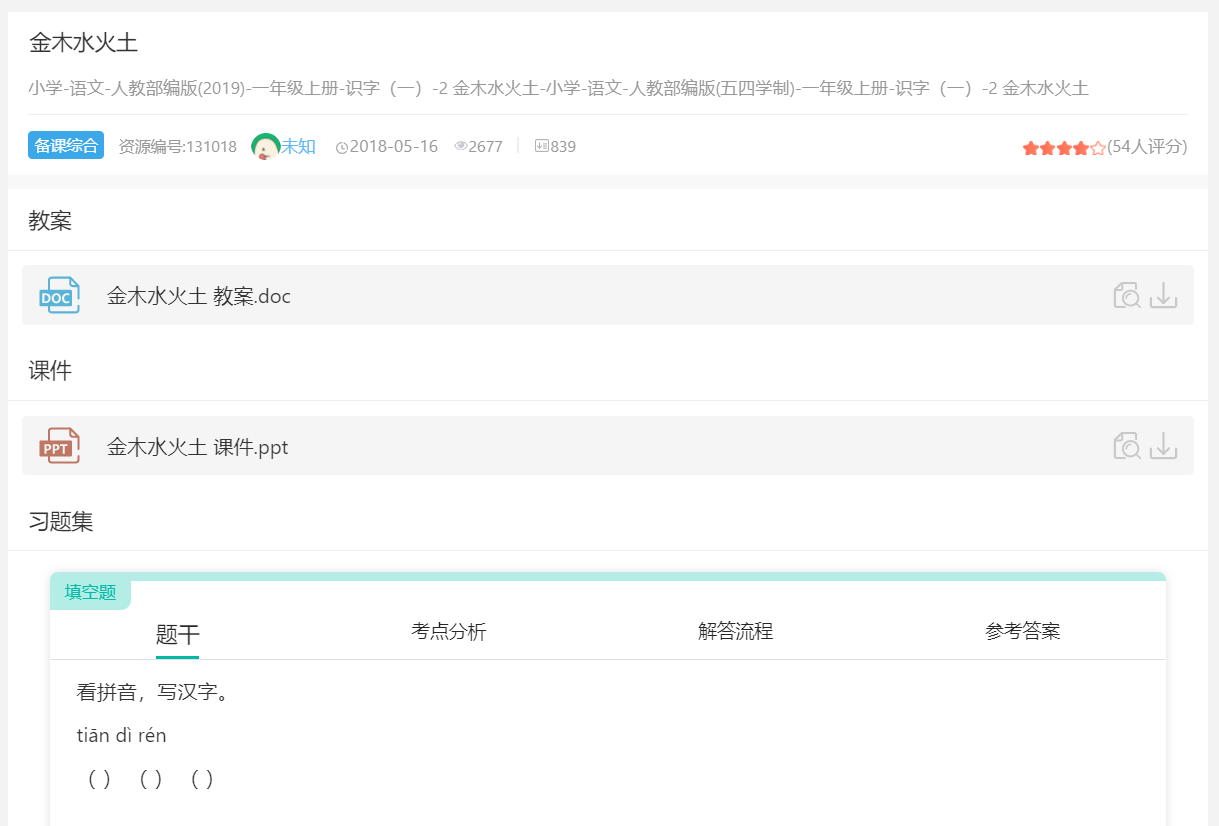 金木水火土
小学-语文-人教部编版(2019)-一年级上册-识字（一）-2 金木水火土-小学-语文-人教部编版(五四学制)-一年级上册-识字（一）-2 金木水火土
备课综合 资源编号:131018 未知 2018-05-16 2677 839 (54人评分)
教案
DOC 金木水火土 教案.doc
课件
PPT 金木水火土 课件.ppt
习题集
填空题
题干 考点分析 解答流程 参考答案
看拼音，写汉字。
tiān dì rén
（ ） （ ） （ ）